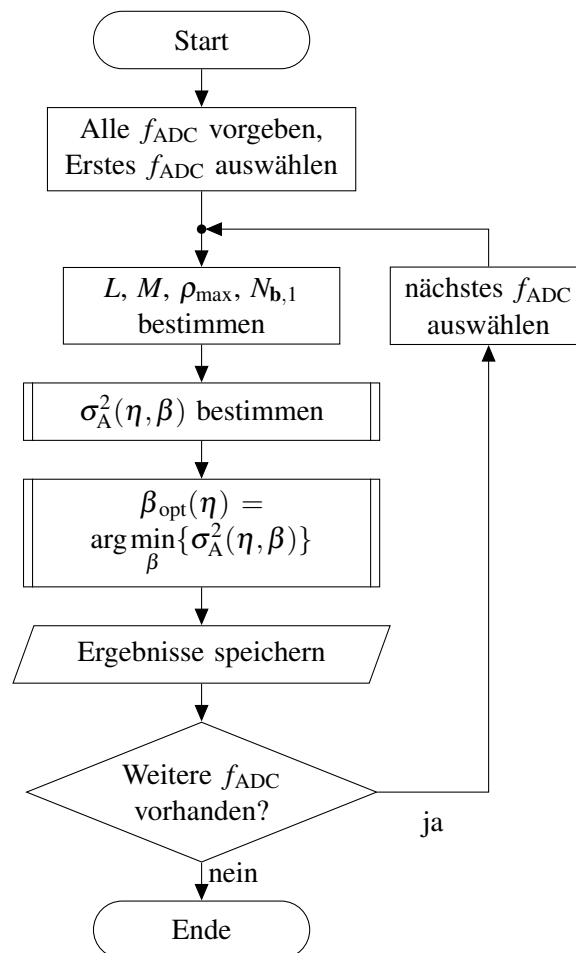 Start
Alle f_ADC vorgeben,
Erstes f_ADC auswählen
L, M, ρ_max, N_b,1
bestimmen
nächstes f_ADC
auswählen
σ_A^2(η, β) bestimmen
β_opt(η) =
arg min{σ_A^2(η, β)}
β
Ergebnisse speichern
Weitere f_ADC
vorhanden?
ja
nein
Ende